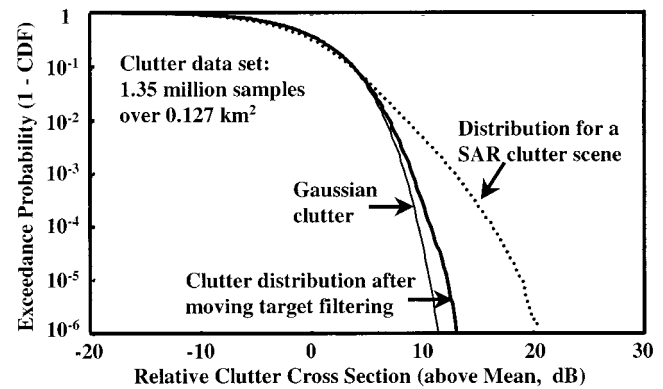 Exceedance Probability (1 - CDF)
1
10-1
10-2
10-3
10-4
10-5
10-6
Clutter data set:
1.35 million samples
over 0.127 km2
Distribution for a
SAR clutter scene
Gaussian
clutter
Clutter distribution after
moving target filtering
-20
-10
0
10
20
30
Relative Clutter Cross Section (above Mean, dB)